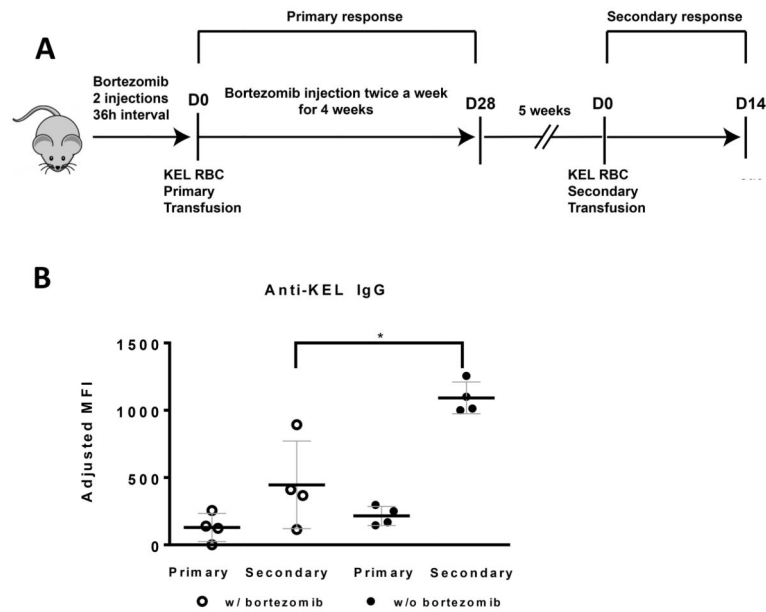 A
Primary response
Secondary response
Bortezomib
2 injections
36h interval
D0
Bortezomib injection twice a week
for 4 weeks
D28
5 weeks
D0
D14
KEL RBC
Primary
Transfusion
KEL RBC
Secondary
Transfusion
B
Anti-KEL IgG
*
Adjusted MFI
1500
1000
500
0
Primary Secondary Primary Secondary
w/ bortezomib w/o bortezomib